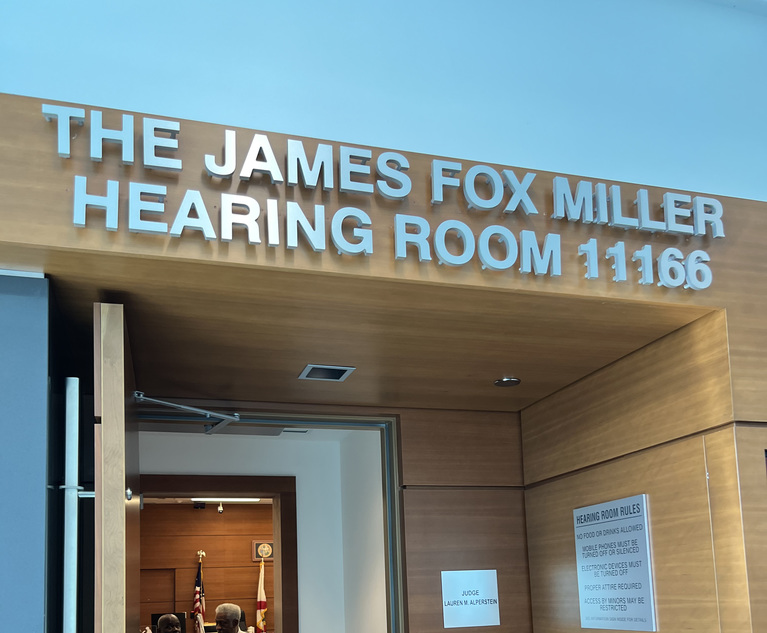 THE JAMES FOX MILLER
HEARING ROOM 11166
HEARING ROOM RULES
NO FOOD OR DRINKS ALLOWED
MOBILE PHONES MUST BE
TURNED OFF OR SILENCED
ELECTRONIC DEVICES MUST
BE TURNED OFF
PROPER ATTIRE REQUIRED
ACCESS BY MINORS MAY BE
RESTRICTED
JUDGE
LAUREN M. ALPERSTEIN